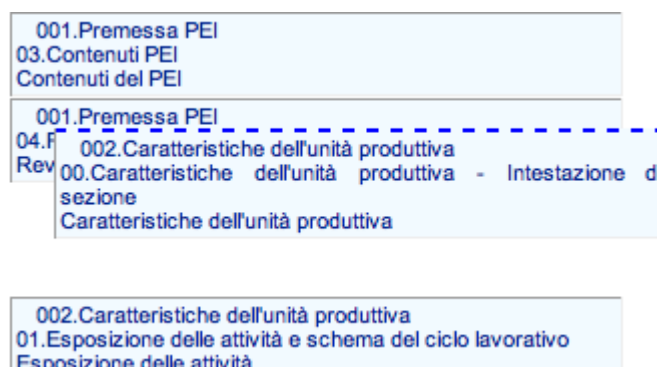 001.Premessa PEI
03.Contenuti PEI
Contenuti del PEI
001.Premessa PEI
04.
Rev
002.Caratteristiche dell'unità produttiva
00.Caratteristiche dell'unità produttiva - Intestazione
sezione
Caratteristiche dell'unità produttiva
002.Caratteristiche dell'unità produttiva
01.Esposizione delle attività e schema del ciclo lavorativo
Esposizione delle attività